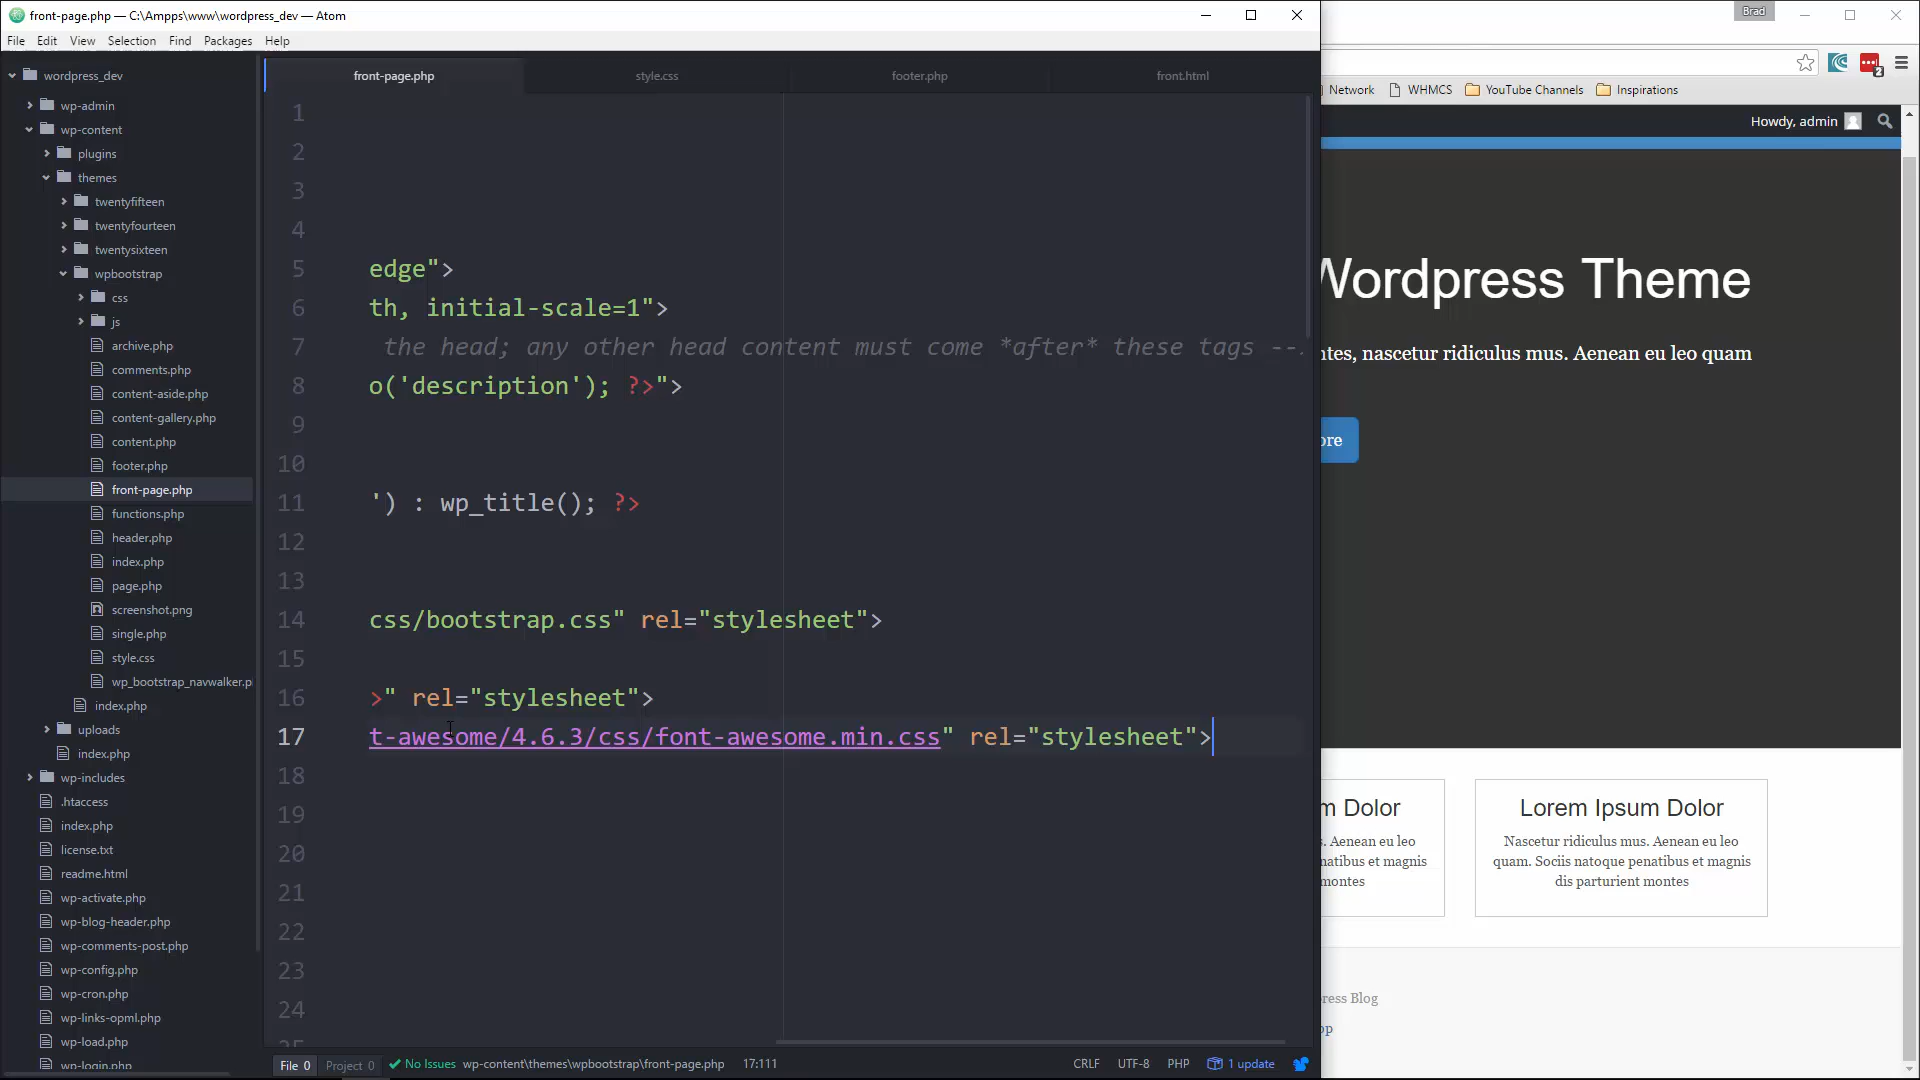 front-page.php — C:\Ampps\www\wordpress_dev — Atom
File Edit View Selection Find Packages Help
wordpress_dev
wp-admin
wp-content
plugins
themes
twentyfifteen
twentyfourteen
twentysixteen
wpbootstrap
css
js
archive.php
comments.php
content-aside.php
content-gallery.php
content.php
footer.php
front-page.php
functions.php
header.php
index.php
page.php
screenshot.png
single.php
style.css
wp_bootstrap_navwalker.p
index.php
uploads
index.php
wp-includes
.htaccess
index.php
license.txt
readme.html
wp-activate.php
wp-blog-header.php
wp-comments-post.php
wp-config.php
wp-cron.php
wp-links-opml.php
wp-load.php
wp-login.php
front-page.php style.css footer.php front.html
1
2
3
4
5 edge">
6 th, initial-scale=1">
7 the head; any other head content must come *after* these tags --
8 o('description'); ?>">
9
10
11 ') : wp_title(); ?>
12
13
14 css/bootstrap.css" rel="stylesheet">
15
16 >" rel="stylesheet">
17 t-awesome/4.6.3/css/font-awesome.min.css" rel="stylesheet">
18
19
20
21
22
23
24
25
File 0 Project 0 No Issues wp-content\themes\wpbootstrap\front-page.php 17:111 CRLF UTF-8 PHP 1 update
Brad
2
Network WHMCS YouTube Channels Inspirations
Howdy, admin
Wordpress Theme
ntes, nascetur ridiculus mus. Aenean eu leo quam
ore
m Dolor
s. Aenean eu leo
natibus et magnis
montes
Lorem Ipsum Dolor
Nascetur ridiculus mus. Aenean eu leo
quam. Sociis natoque penatibus et magnis
dis parturient montes
ress Blog
op